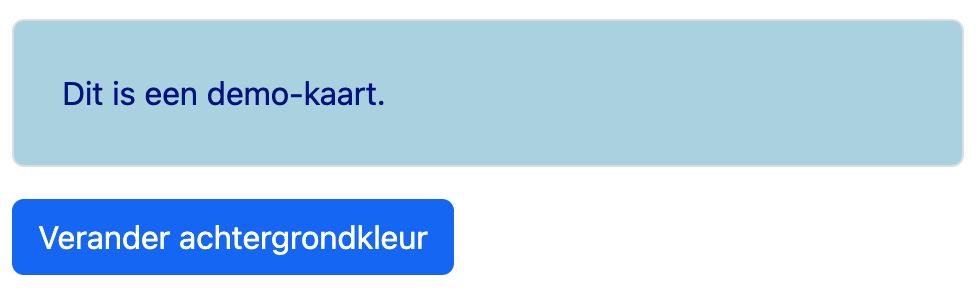 Dit is een demo-kaart.
Verander achtergrondkleur